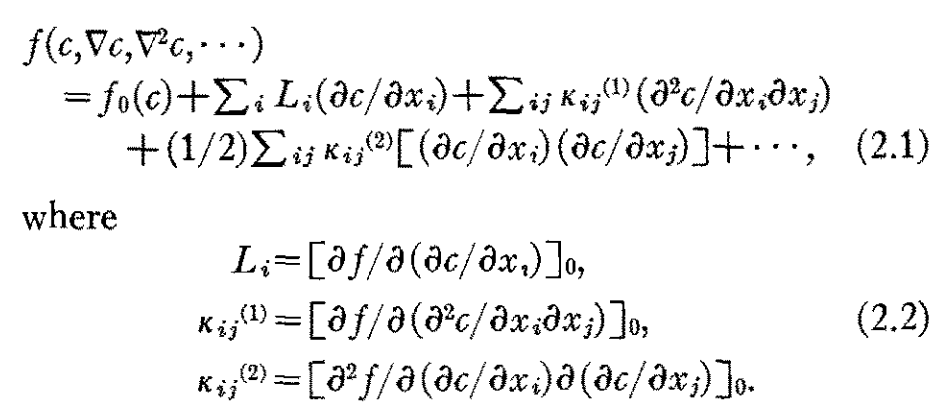 f(c,∇c,∇²c,···)
=f₀(c)+∑ᵢ Lᵢ(∂c/∂xᵢ)+∑ᵢⱼ κᵢⱼ⁽¹⁾(∂²c/∂xᵢ∂xⱼ)
+(1/2)∑ᵢⱼ κᵢⱼ⁽²⁾[(∂c/∂xᵢ)(∂c/∂xⱼ)]+···, (2.1)
where
Lᵢ=[∂f/∂(∂c/∂xᵢ)]₀,
κᵢⱼ⁽¹⁾=[∂f/∂(∂²c/∂xᵢ∂xⱼ)]₀, (2.2)
κᵢⱼ⁽²⁾=[∂²f/∂(∂c/∂xᵢ)∂(∂c/∂xⱼ)]₀.